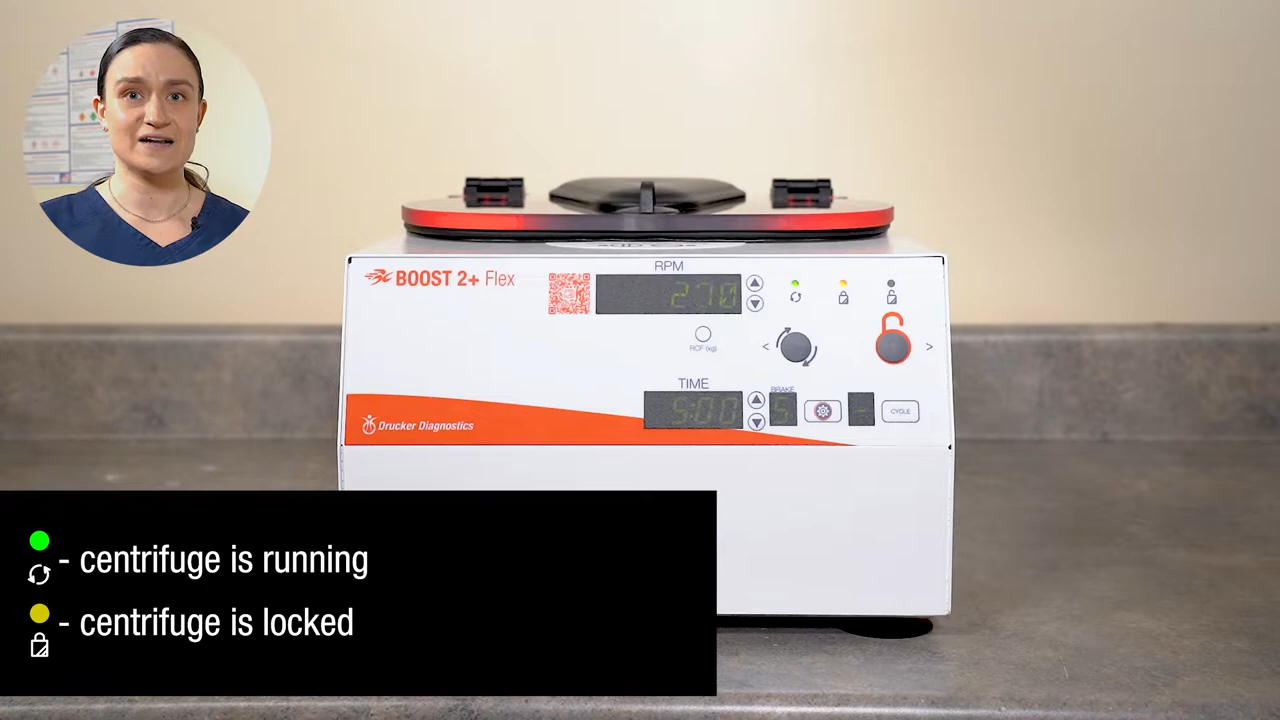 RPM
BOOST 2+ Flex
270
RCF (xg)
< >
TIME
BRAKE
5:00
5
-
CYCLE
Drucker Diagnostics
- centrifuge is running
- centrifuge is locked